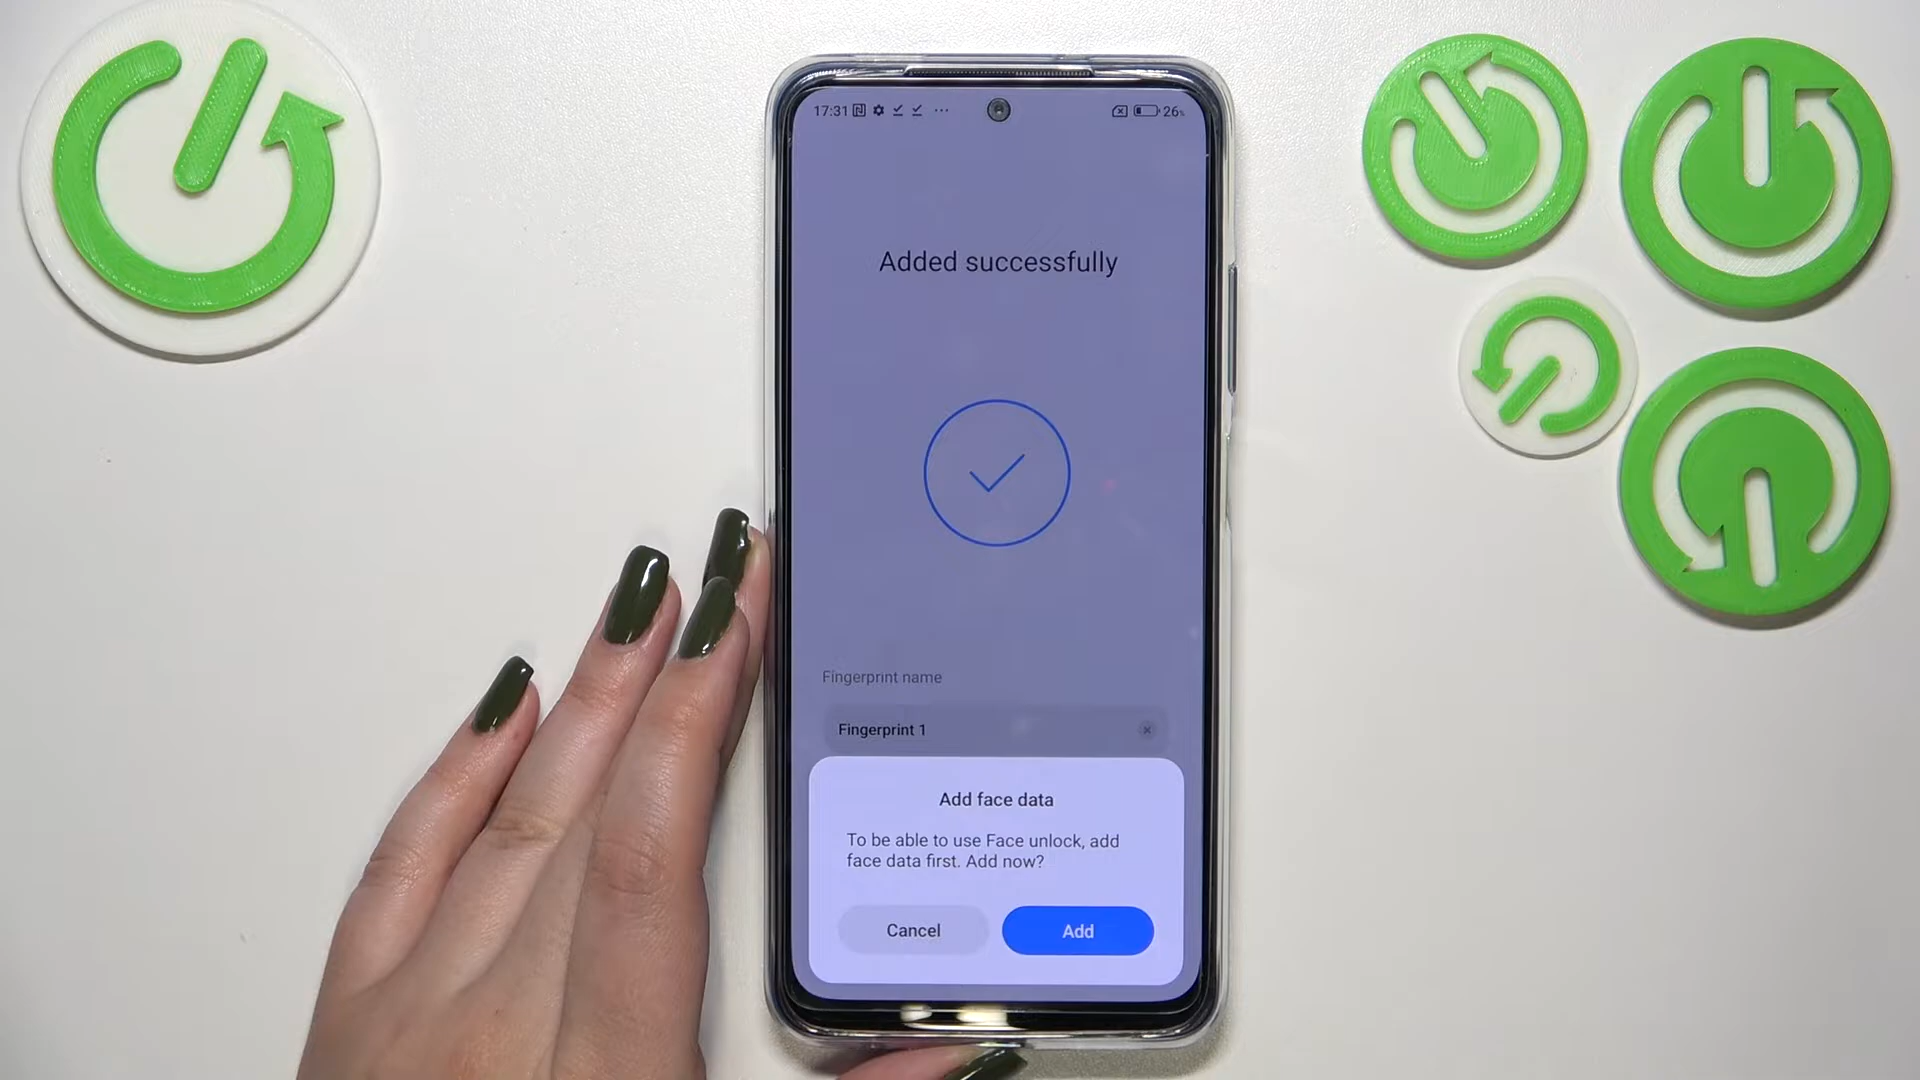 17:31 26%
Added successfully
Fingerprint name
Fingerprint 1
Add face data
To be able to use Face unlock, add
face data first. Add now?
Cancel Add